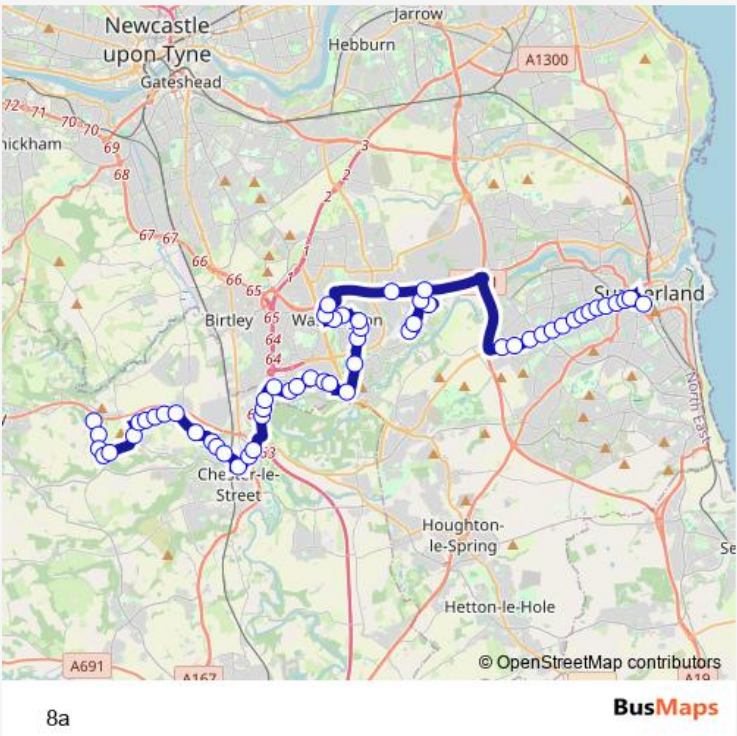 Jarrow
Newcastle
upon Tyne
Hebburn
A1300
Gateshead
72 71 70 70
69
68
3
2
2
hickham
67 67
66
66
65
1
1
Sunderland
Birtley
65
64
64
63
North East
Chester-le-
Street
Houghton-
le-Spring
Hetton-le-Hole
A691
A167
A19
© OpenStreetMap contributors
8a
BusMaps